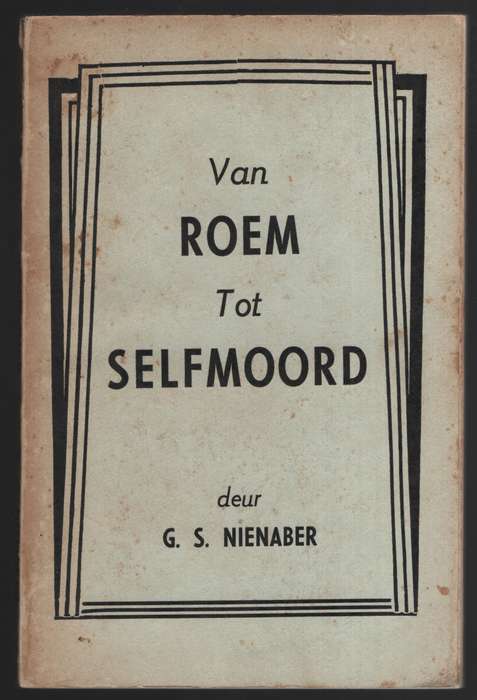 Van
ROEM
Tot
SELFMOORD
deur
G. S. NIENABER